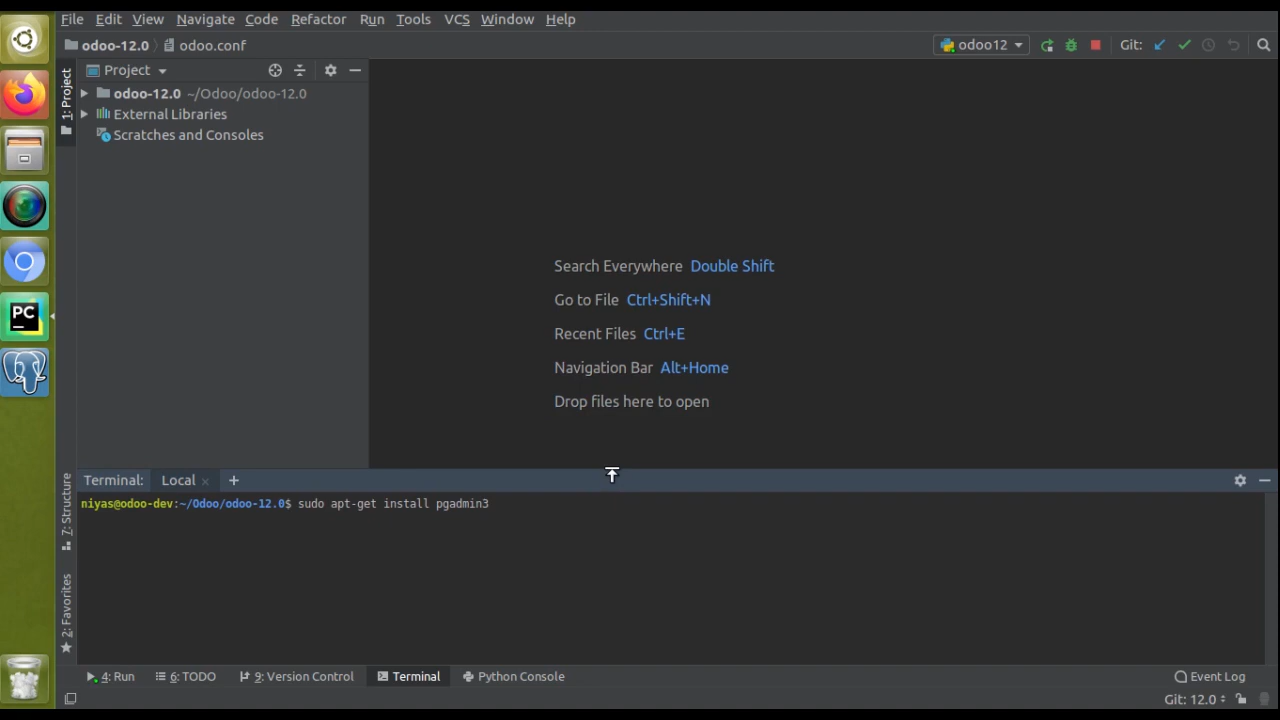 File Edit View Navigate Code Refactor Run Tools VCS Window Help
odoo-12.0 odoo.conf odoo12 Git:
1: Project
Project
odoo-12.0 ~/Odoo/odoo-12.0
External Libraries
Scratches and Consoles
PC
Search Everywhere Double Shift
Go to File Ctrl+Shift+N
Recent Files Ctrl+E
Navigation Bar Alt+Home
Drop files here to open
Terminal: Local +
niyas@odoo-dev:~/Odoo/odoo-12.0$ sudo apt-get install pgadmin3
7: Structure
2: Favorites
4: Run 6: TODO 9: Version Control Terminal Python Console Event Log
Git: 12.0